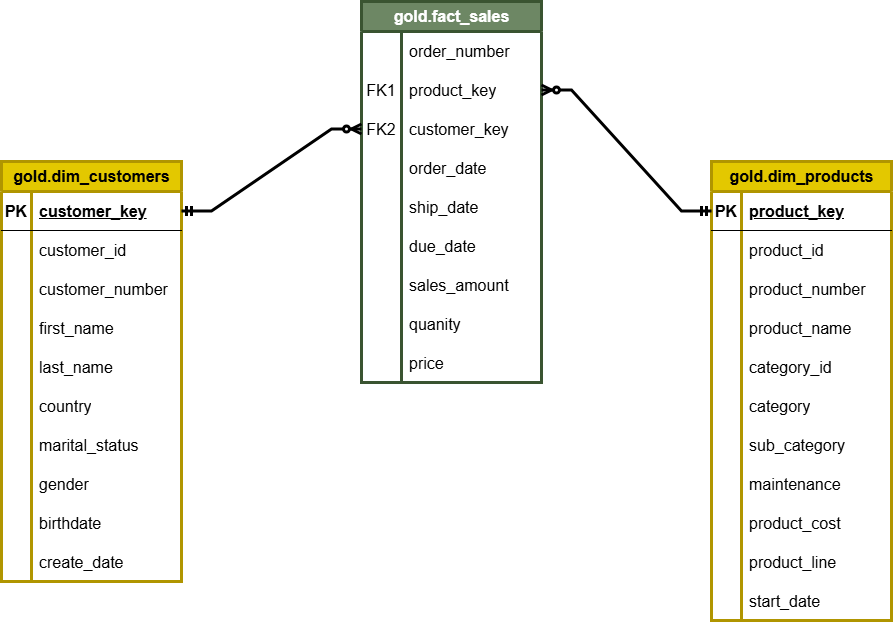 gold.fact_sales
order_number
FK1 product_key
FK2 customer_key
order_date
ship_date
due_date
sales_amount
quanity
price
gold.dim_customers
PK customer_key
customer_id
customer_number
first_name
last_name
country
marital_status
gender
birthdate
create_date
gold.dim_products
PK product_key
product_id
product_number
product_name
category_id
category
sub_category
maintenance
product_cost
product_line
start_date